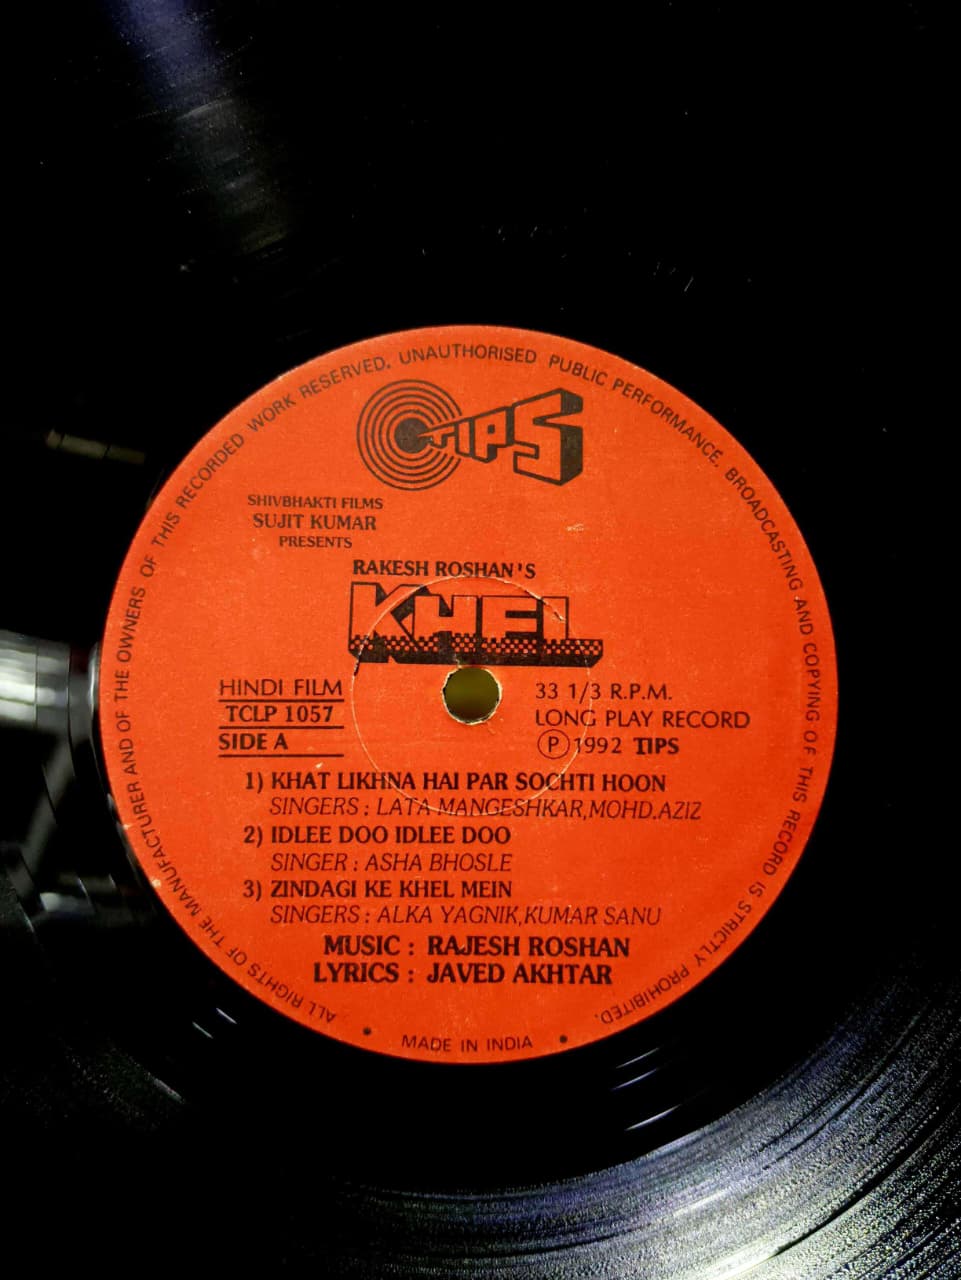 ALL RIGHTS OF THE MANUFACTURER AND OF THE OWNERS OF THIS RECORDED WORK RESERVED. UNAUTHORISED PUBLIC PERFORMANCE. BROADCASTING AND COPYING OF THIS RECORD IS STRICTLY PROHIBITED.
TIPS
SHIVBHAKTI FILMS
SUJIT KUMAR
PRESENTS
RAKESH ROSHAN'S
KHEL
HINDI FILM
TCLP 1057
SIDE A
33 1/3 R.P.M.
LONG PLAY RECORD
Ⓟ 1992 TIPS
1) KHAT LIKHNA HAI PAR SOCHTI HOON
SINGERS : LATA MANGESHKAR,MOHD.AZIZ
2) IDLEE DOO IDLEE DOO
SINGER : ASHA BHOSLE
3) ZINDAGI KE KHEL MEIN
SINGERS : ALKA YAGNIK,KUMAR SANU
MUSIC : RAJESH ROSHAN
LYRICS : JAVED AKHTAR
MADE IN INDIA